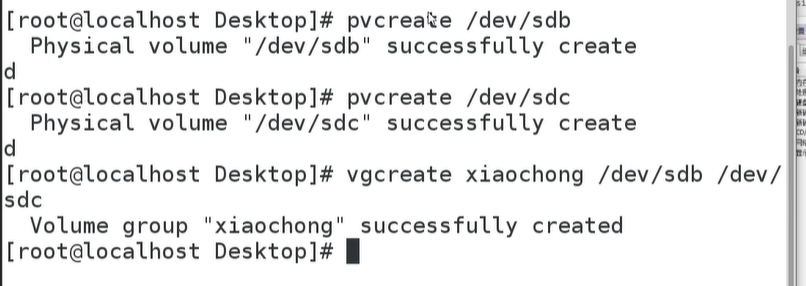 [root@localhost Desktop]# pvcreate /dev/sdb
  Physical volume "/dev/sdb" successfully create
d
[root@localhost Desktop]# pvcreate /dev/sdc
  Physical volume "/dev/sdc" successfully create
d
[root@localhost Desktop]# vgcreate xiaochong /dev/sdb /dev/
sdc
  Volume group "xiaochong" successfully created
[root@localhost Desktop]#